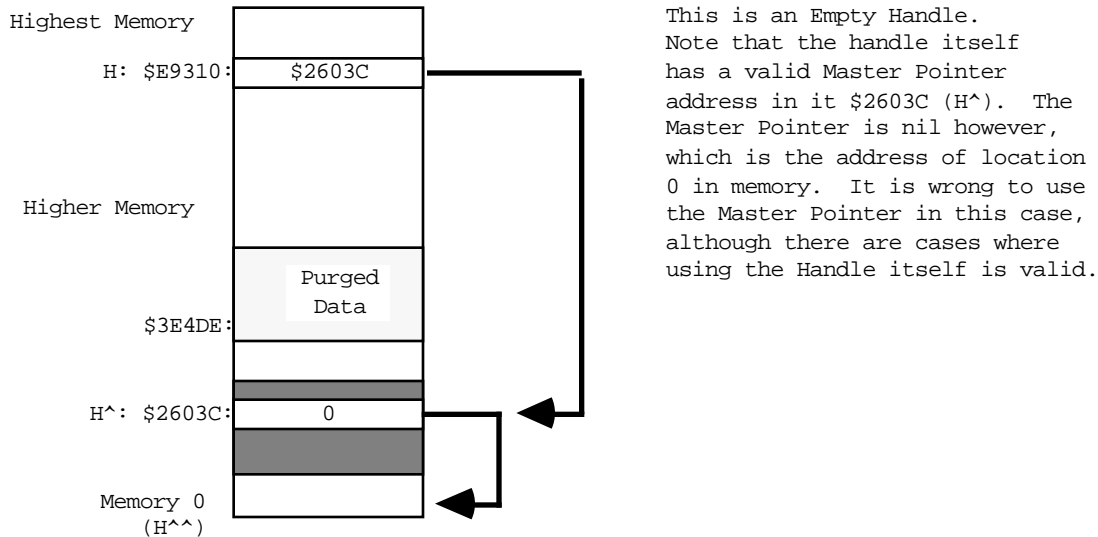 Highest Memory
H: $E9310:
$2603C
Higher Memory
Purged
Data
$3E4DE:
H^: $2603C:
0
Memory 0
(H^^)
This is an Empty Handle.
Note that the handle itself
has a valid Master Pointer
address in it $2603C (H^).  The
Master Pointer is nil however,
which is the address of location
0 in memory.  It is wrong to use
the Master Pointer in this case,
although there are cases where
using the Handle itself is valid.